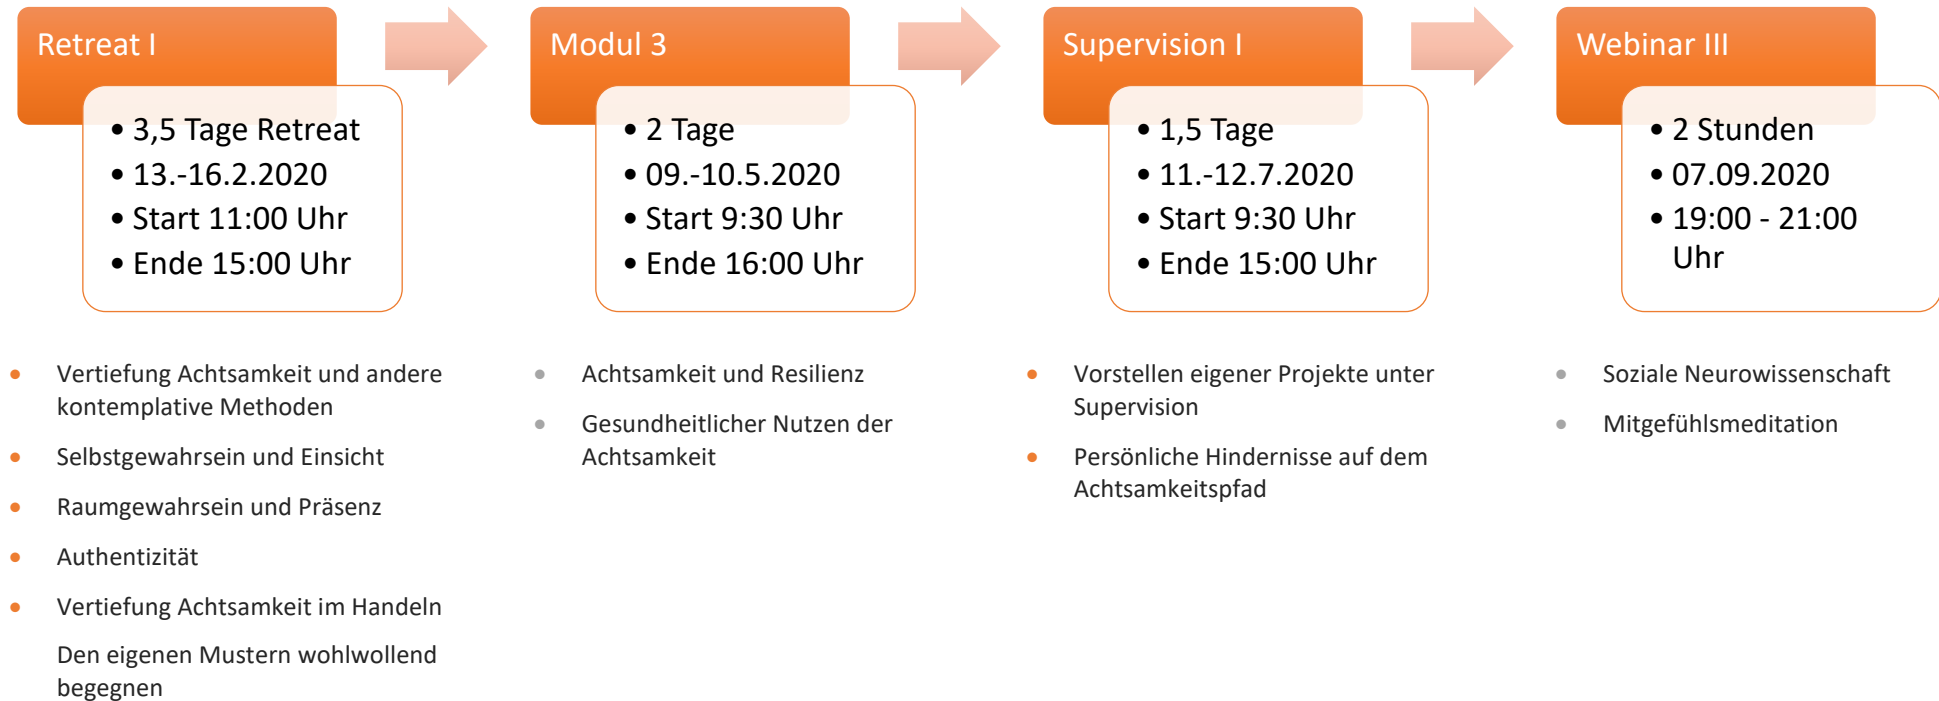 Retreat I
• 3,5 Tage Retreat
• 13.-16.2.2020
• Start 11:00 Uhr
• Ende 15:00 Uhr
• Vertiefung Achtsamkeit und andere
kontemplative Methoden
• Selbstgewahrsein und Einsicht
• Raumgewahrsein und Präsenz
• Authentizität
• Vertiefung Achtsamkeit im Handeln
Den eigenen Mustern wohlwollend
begegnen
Modul 3
• 2 Tage
• 09.-10.5.2020
• Start 9:30 Uhr
• Ende 16:00 Uhr
• Achtsamkeit und Resilienz
• Gesundheitlicher Nutzen der
Achtsamkeit
Supervision I
• 1,5 Tage
• 11.-12.7.2020
• Start 9:30 Uhr
• Ende 15:00 Uhr
• Vorstellen eigener Projekte unter
Supervision
• Persönliche Hindernisse auf dem
Achtsamkeitspfad
Webinar III
• 2 Stunden
• 07.09.2020
• 19:00 - 21:00
Uhr
• Soziale Neurowissenschaft
• Mitgefühlsmeditation